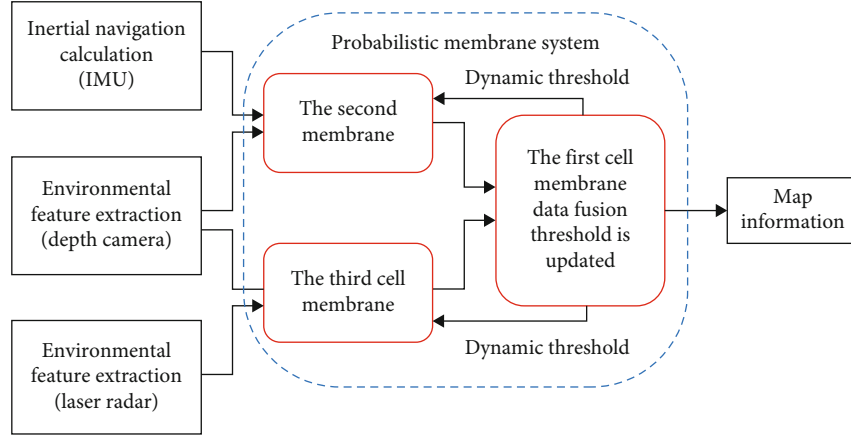 Inertial navigation
calculation
(IMU)
Environmental
feature extraction
(depth camera)
Environmental
feature extraction
(laser radar)
Probabilistic membrane system
Dynamic threshold
The second
membrane
The third cell
membrane
The first cell
membrane
data fusion
threshold is
updated
Dynamic threshold
Map
information